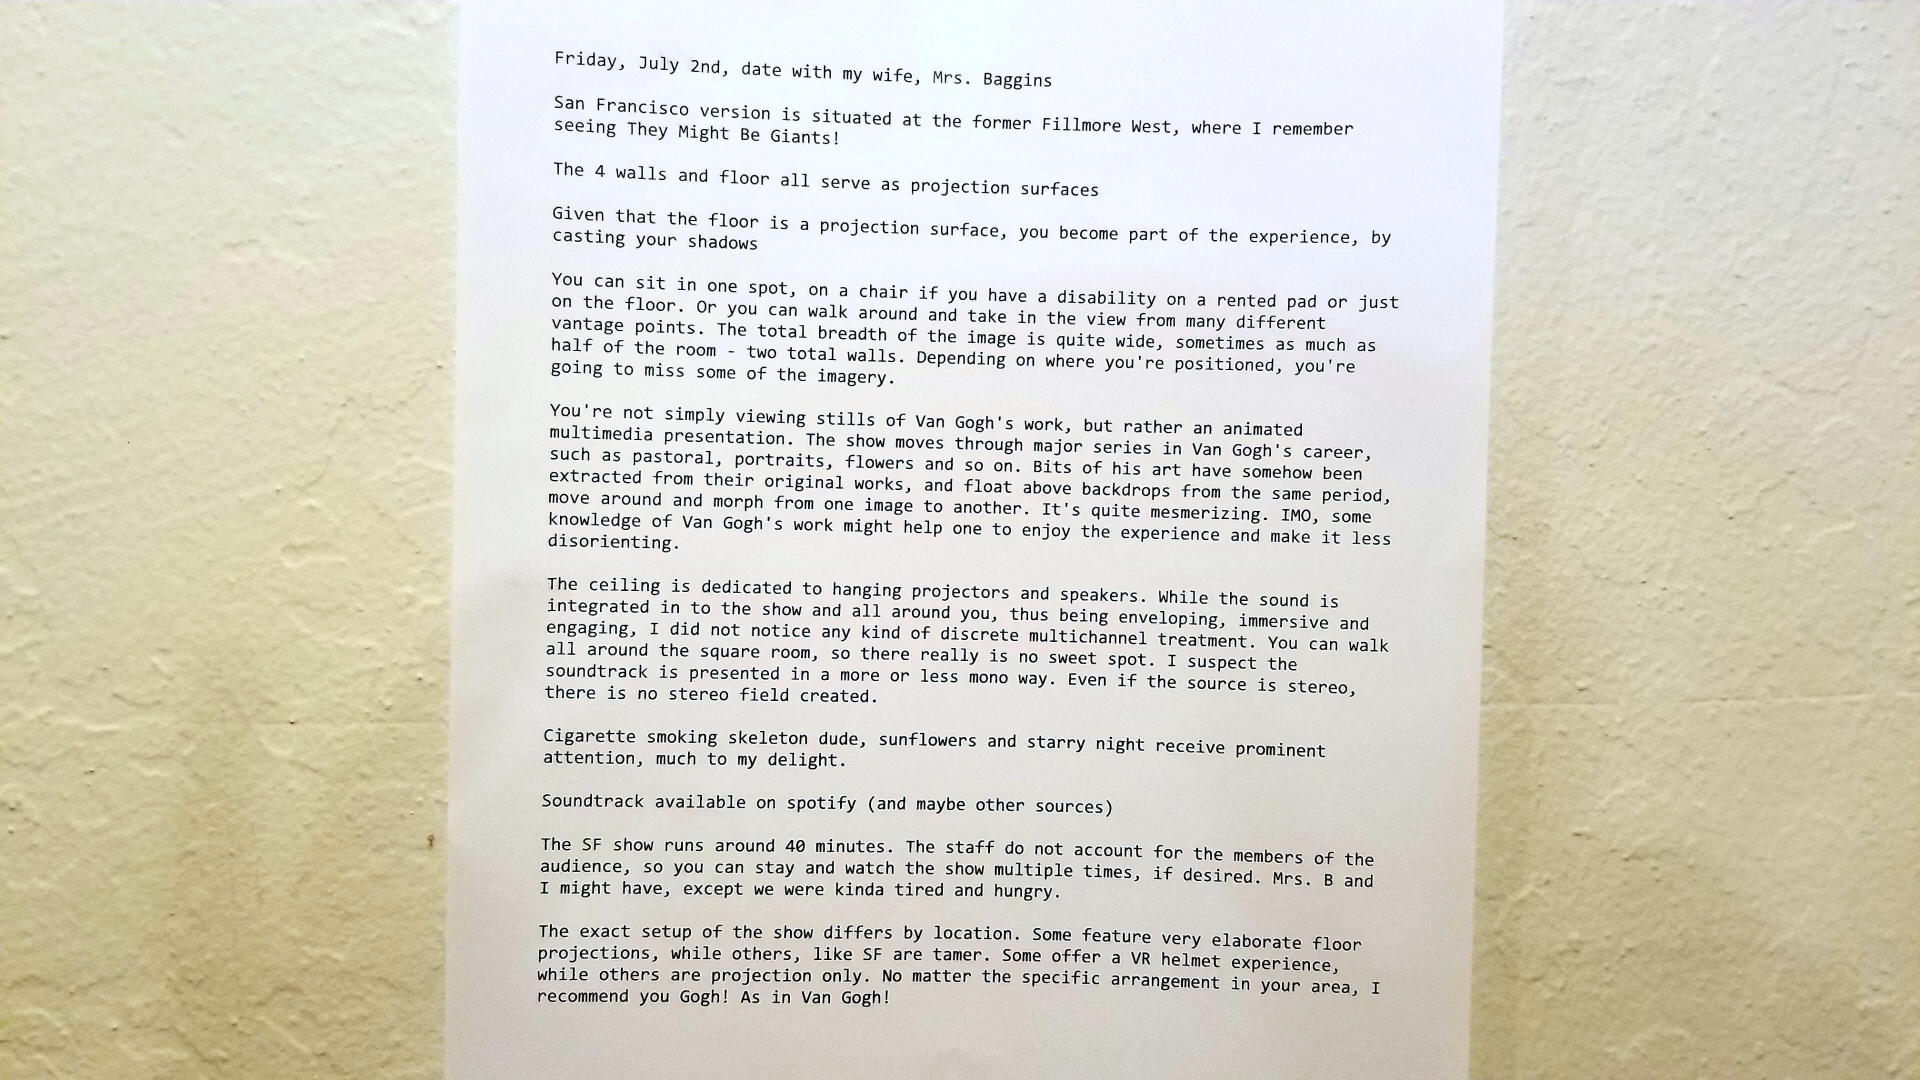 Friday, July 2nd, date with my wife, Mrs. Baggins
San Francisco version is situated at the former Fillmore West, where I remember
seeing They Might Be Giants!
The 4 walls and floor all serve as projection surfaces
Given that the floor is a projection surface, you become part of the experience, by
casting your shadows
You can sit in one spot, on a chair if you have a disability on a rented pad or just
on the floor. Or you can walk around and take in the view from many different
vantage points. The total breadth of the image is quite wide, sometimes as much as
half of the room - two total walls. Depending on where you're positioned, you're
going to miss some of the imagery.
You're not simply viewing stills of Van Gogh's work, but rather an animated
multimedia presentation. The show moves through major series in Van Gogh's career,
such as pastoral, portraits, flowers and so on. Bits of his art have somehow been
extracted from their original works, and float above backdrops from the same period,
move around and morph from one image to another. It's quite mesmerizing. IMO, some
knowledge of Van Gogh's work might help one to enjoy the experience and make it less
disorienting.
The ceiling is dedicated to hanging projectors and speakers. While the sound is
integrated in to the show and all around you, thus being enveloping, immersive and
engaging, I did not notice any kind of discrete multichannel treatment. You can walk
all around the square room, so there really is no sweet spot. I suspect the
soundtrack is presented in a more or less mono way. Even if the source is stereo,
there is no stereo field created.
Cigarette smoking skeleton dude, sunflowers and starry night receive prominent
attention, much to my delight.
Soundtrack available on spotify (and maybe other sources)
The SF show runs around 40 minutes. The staff do not account for the members of the
audience, so you can stay and watch the show multiple times, if desired. Mrs. B and
I might have, except we were kinda tired and hungry.
The exact setup of the show differs by location. Some feature very elaborate floor
projections, while others, like SF are tamer. Some offer a VR helmet experience,
while others are projection only. No matter the specific arrangement in your area, I
recommend you Gogh! As in Van Gogh!